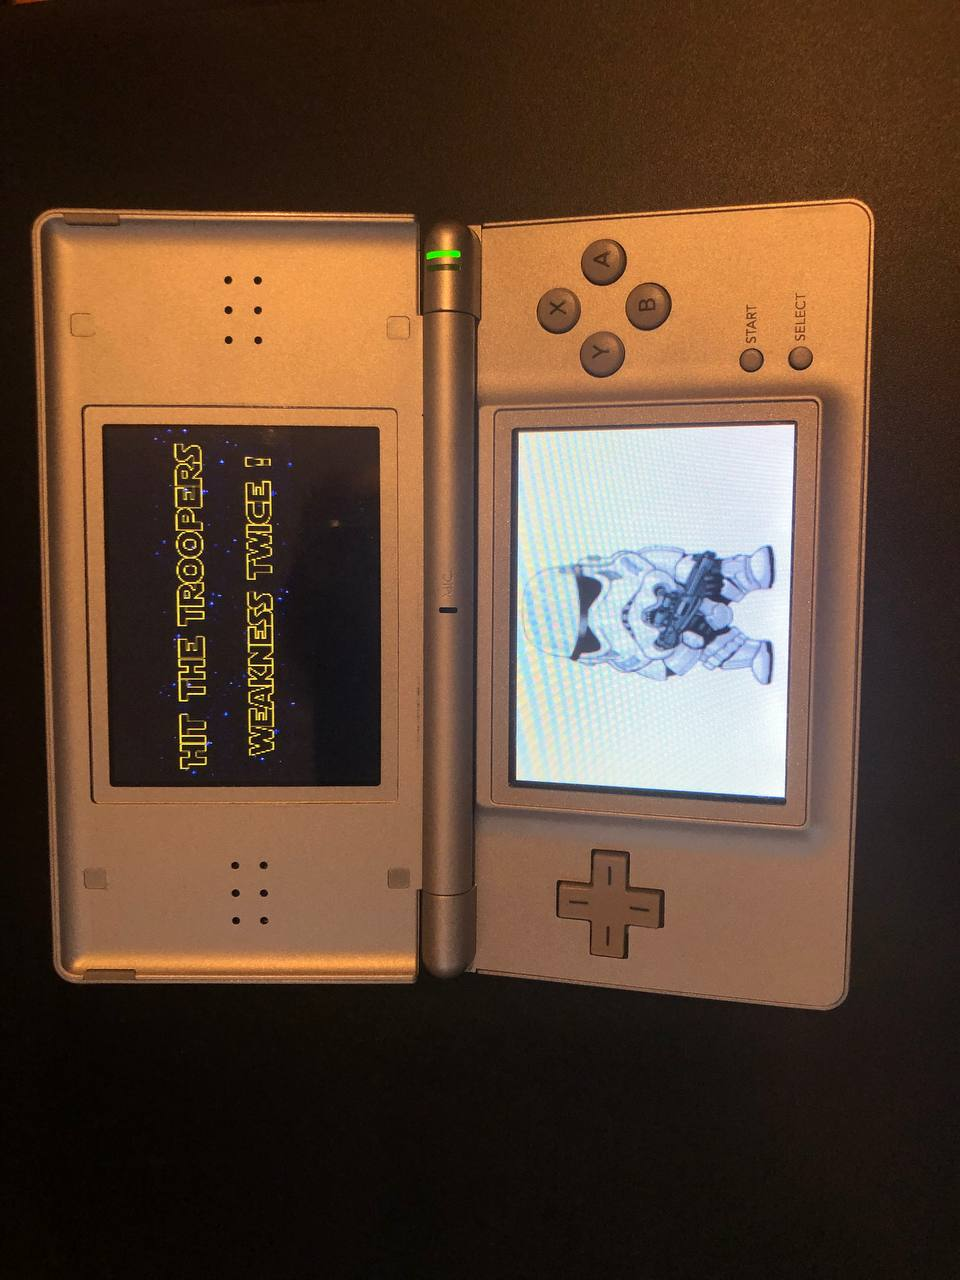 HIT THE TROOPERS
WEAKNESS TWICE !
MIC.
A
X
B
Y
START
SELECT